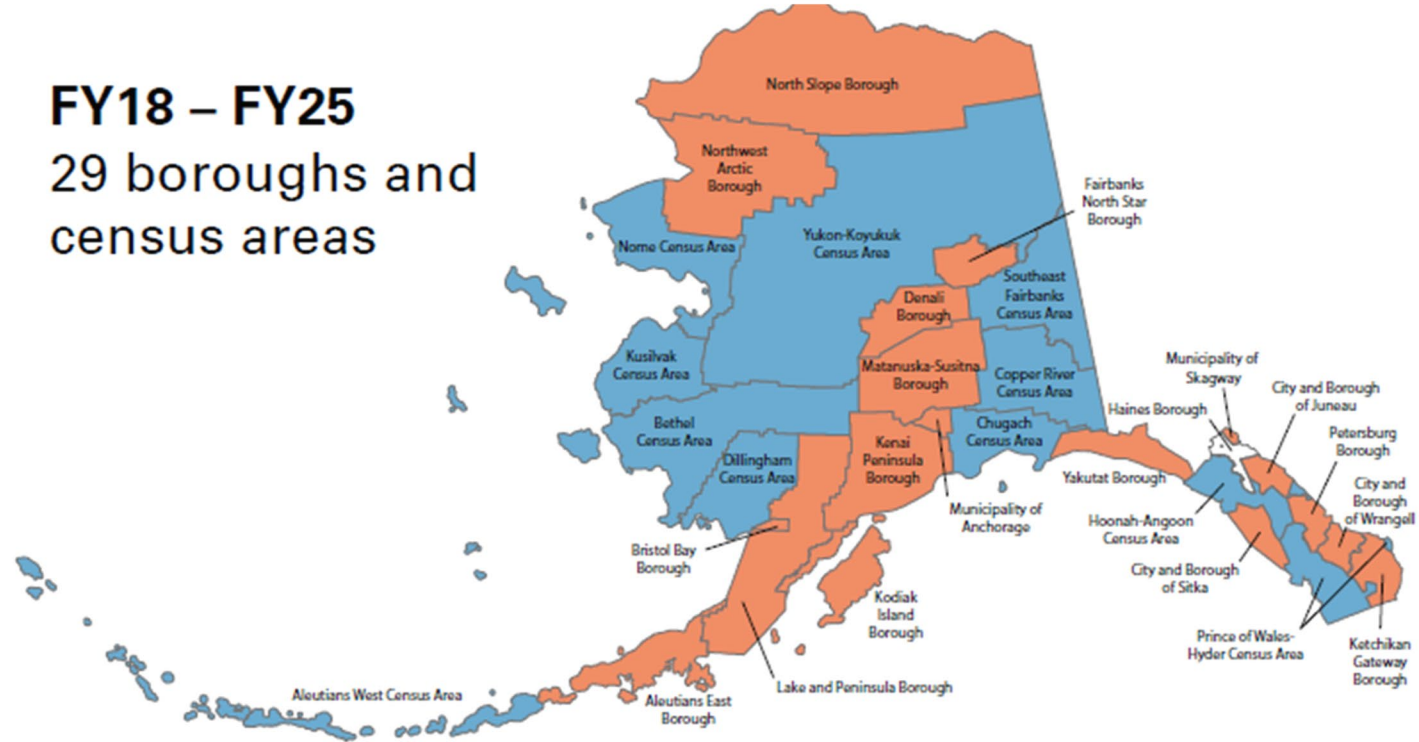 FY18 – FY25
29 boroughs and
census areas
North Slope Borough
Northwest
Arctic
Borough
Fairbanks
North Star
Borough
Nome Census Area
Yukon-Koyukuk
Census Area
Southeast
Fairbanks
Census Area
Denali
Borough
Kusilvak
Census Area
Matanuska-Susitna
Borough
Copper River
Census Area
Municipality of
Skagway
City and Borough
of Juneau
Haines Borough
Bethel
Census Area
Chugach
Census Area
Petersburg
Borough
Kenai
Peninsula
Borough
Dillingham
Census Area
Yakutat Borough
City and
Borough
of Wrangell
Municipality of
Anchorage
Hoonah-Angoon
Census Area
Bristol Bay
Borough
City and Borough
of Sitka
Kodiak
Island
Borough
Prince of Wales-
Hyder Census Area
Ketchikan
Gateway
Borough
Aleutians West Census Area
Lake and Peninsula Borough
Aleutians East
Borough